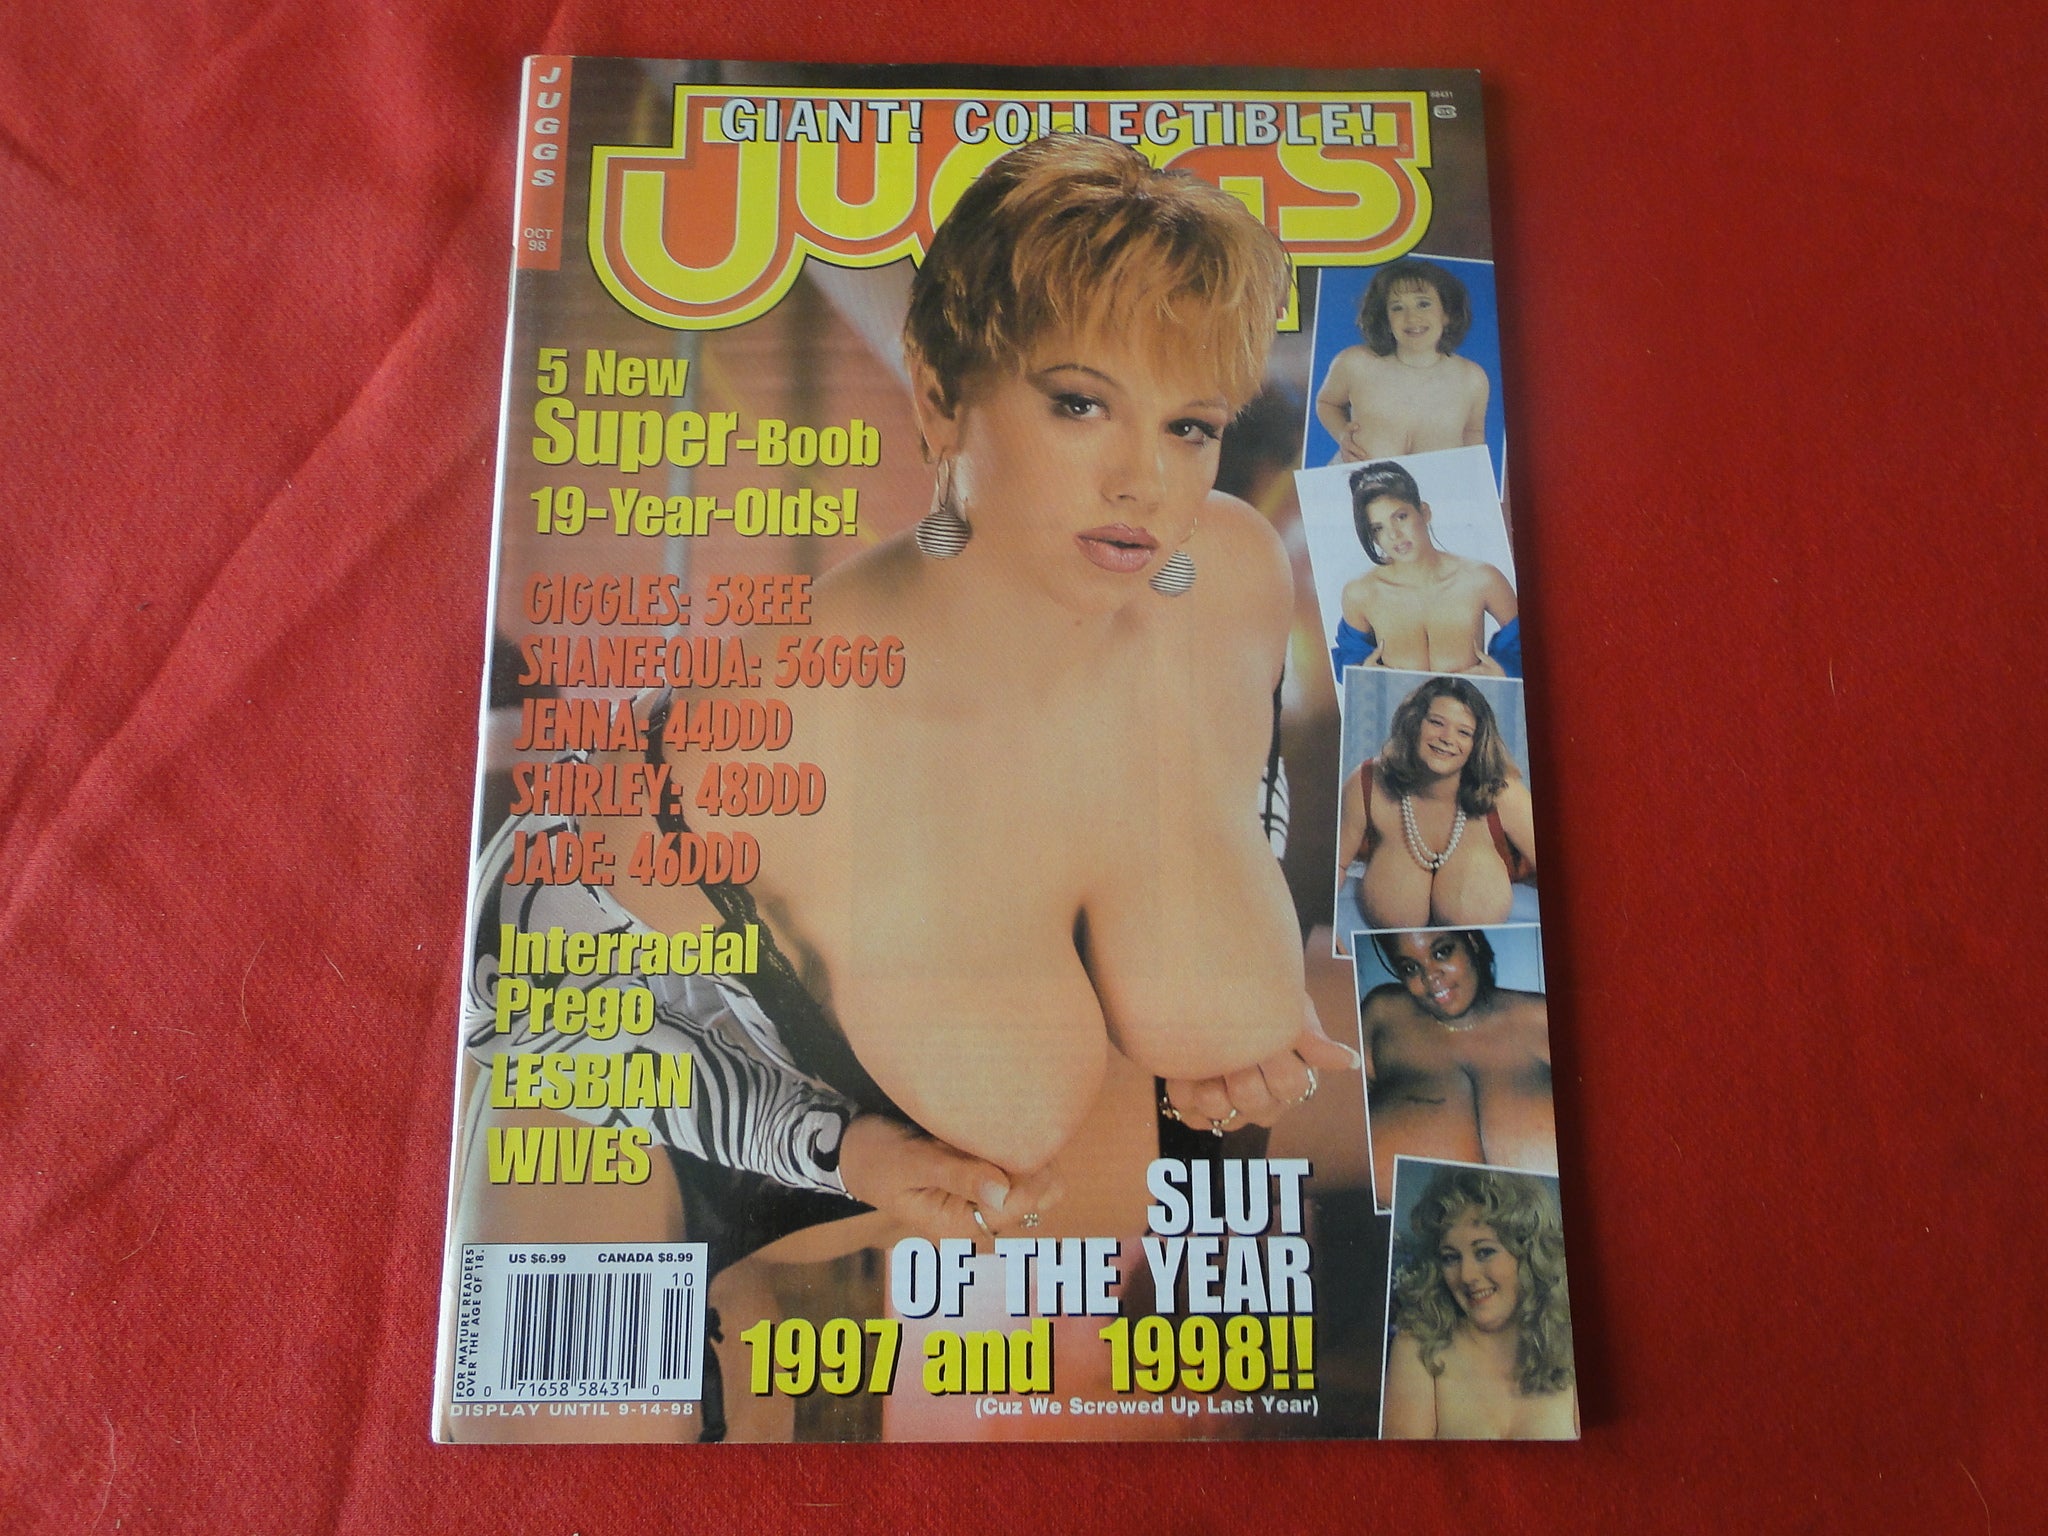 JUGGS
OCT
98
GIANT! COLLECTIBLE!
JUGGS
58431
5 New
Super-Boob
19-Year-Olds!
GIGGLES: 58EEE
SHANEEQUA: 56GGG
JENNA: 44DDD
SHIRLEY: 48DDD
JADE: 46DDD
Interracial
Prego
LESBIAN
WIVES
SLUT
OF THE YEAR
1997 and 1998!!
(Cuz We Screwed Up Last Year)
FOR MATURE READERS
OVER THE AGE OF 18.
US $6.99 CANADA $8.99
10
0 71658 58431 0
DISPLAY UNTIL 9-14-98